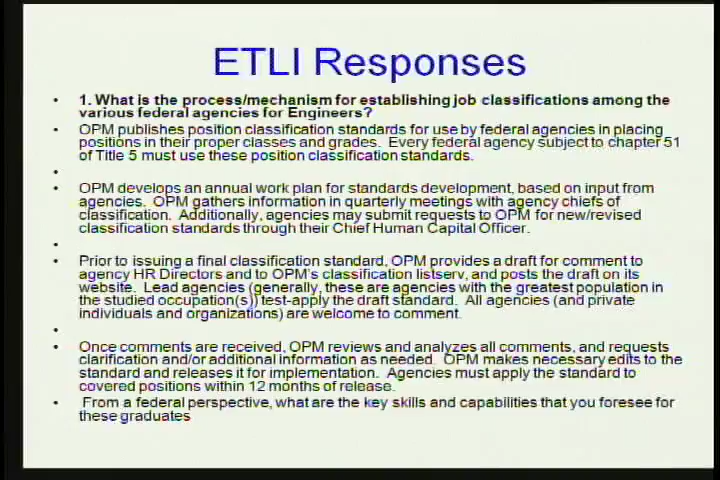 ETLI Responses
• 1. What is the process/mechanism for establishing job classifications among the
various federal agencies for Engineers?
• OPM publishes position classification standards for use by federal agencies in placing
positions in their proper classes and grades. Every federal agency subject to chapter 51
of Title 5 must use these position classification standards.
•
• OPM develops an annual work plan for standards development, based on input from
agencies. OPM gathers information in quarterly meetings with agency chiefs of
classification. Additionally, agencies may submit requests to OPM for new/revised
classification standards through their Chief Human Capital Officer.
•
• Prior to issuing a final classification standard, OPM provides a draft for comment to
agency HR Directors and to OPM's classification listserv, and posts the draft on its
website. Lead agencies (generally, these are agencies with the greatest population in
the studied occupation(s)) test-apply the draft standard. All agencies (and private
individuals and organizations) are welcome to comment.
•
• Once comments are received, OPM reviews and analyzes all comments, and requests
clarification and/or additional information as needed. OPM makes necessary edits to the
standard and releases it for implementation. Agencies must apply the standard to
covered positions within 12 months of release.
• From a federal perspective, what are the key skills and capabilities that you foresee for
these graduates